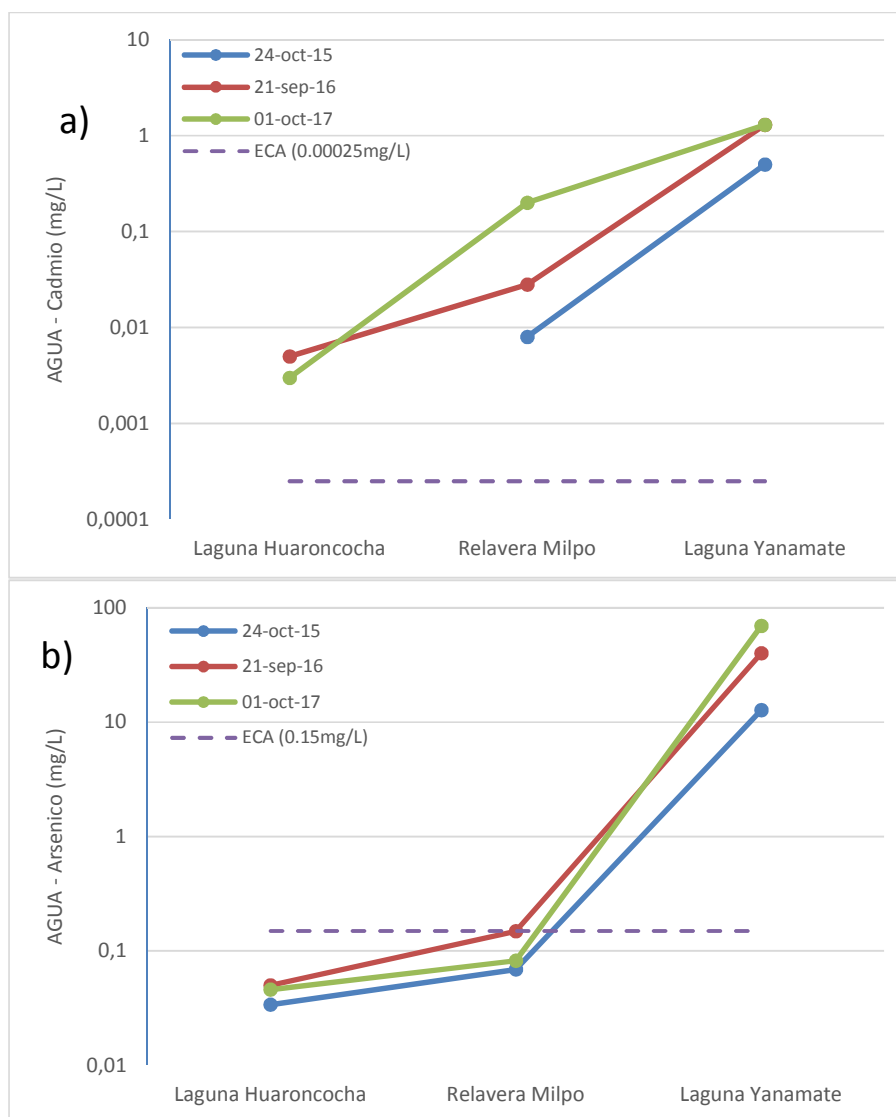 a)
AGUA - Cadmio (mg/L)
10
1
0,1
0,01
0,001
0,0001
24-oct-15
21-sep-16
01-oct-17
ECA (0.00025mg/L)
Laguna Huaroncocha
Relavera Milpo
Laguna Yanamate
b)
AGUA - Arsenico (mg/L)
100
10
1
0,1
0,01
24-oct-15
21-sep-16
01-oct-17
ECA (0.15mg/L)
Laguna Huaroncocha
Relavera Milpo
Laguna Yanamate